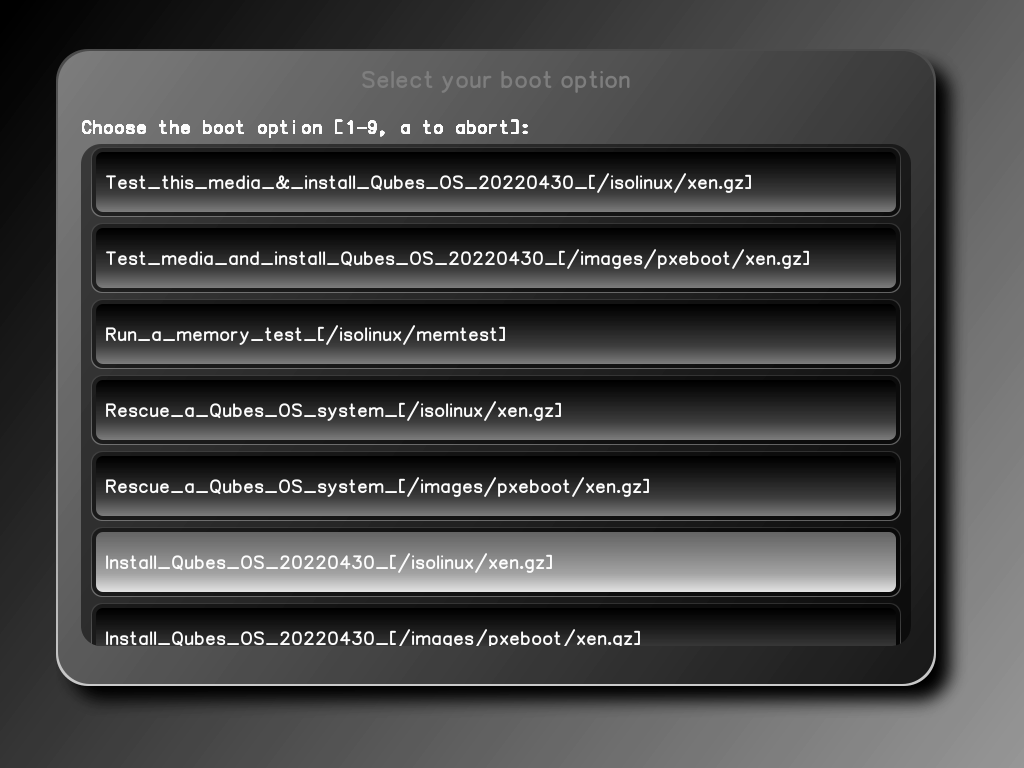 Select your boot option
Choose the boot option [1-9, a to abort]:
Test_this_media_&_install_Qubes_OS_20220430_[/isolinux/xen.gz]
Test_media_and_install_Qubes_OS_20220430_[/images/pxeboot/xen.gz]
Run_a_memory_test_[/isolinux/memtest]
Rescue_a_Qubes_OS_system_[/isolinux/xen.gz]
Rescue_a_Qubes_OS_system_[/images/pxeboot/xen.gz]
Install_Qubes_OS_20220430_[/isolinux/xen.gz]
Install_Qubes_OS_20220430_[/images/pxeboot/xen.gz]